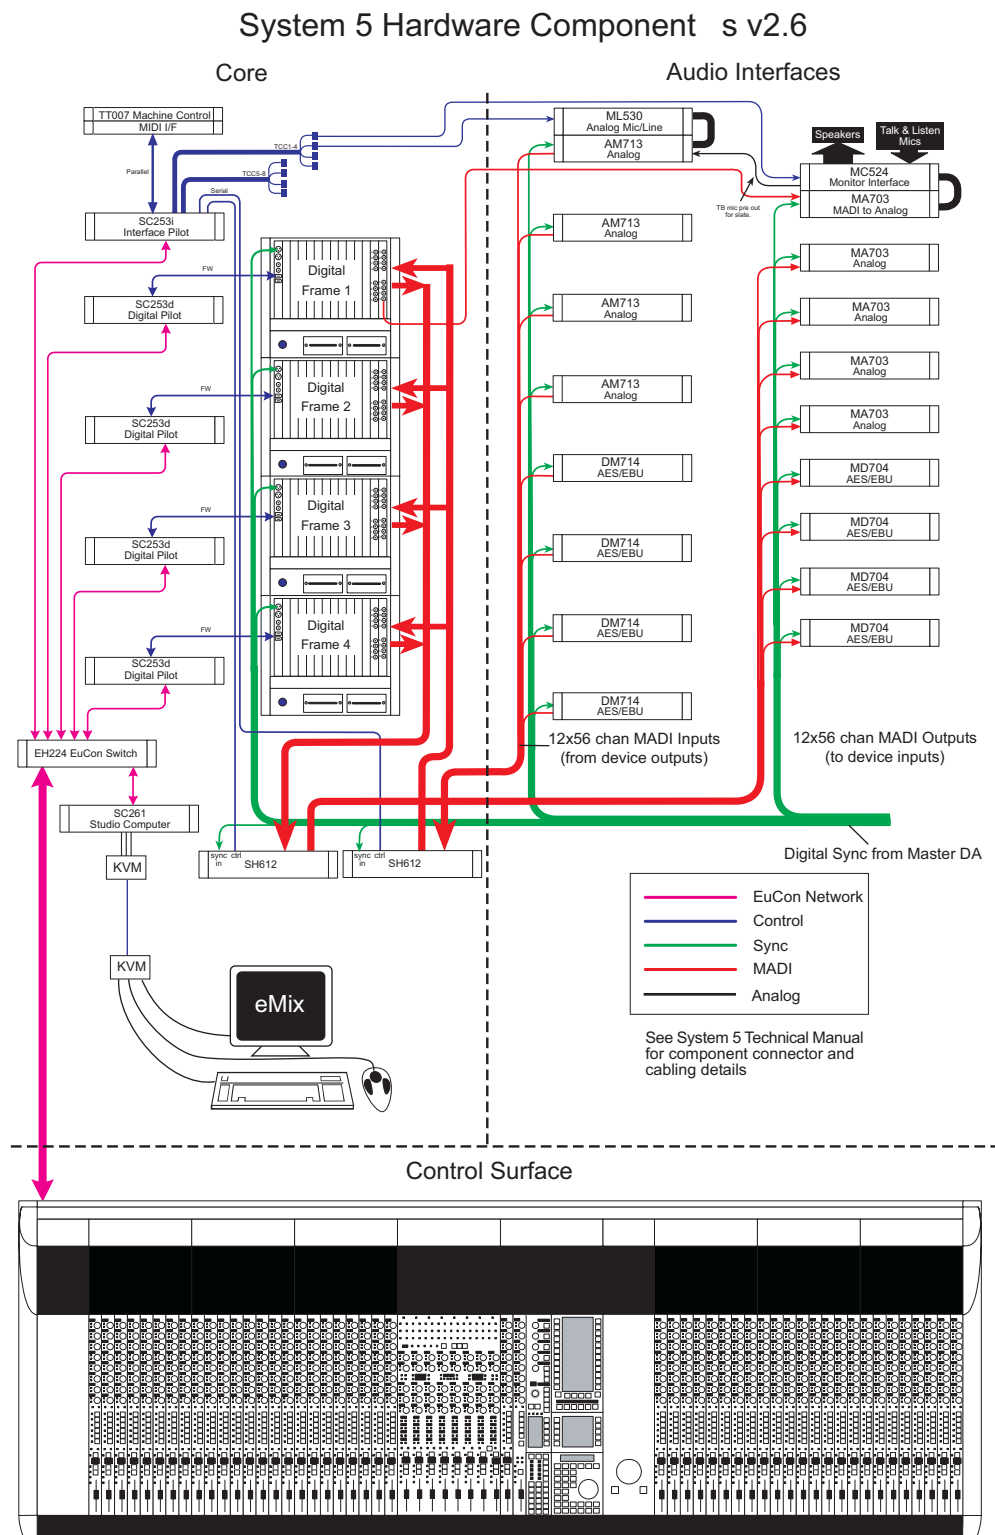 System 5 Hardware Component s v2.6
Core
Audio Interfaces
TT007 Machine Control
MIDI I/F
Parallel
TCC1-4
TCC5-8
Serial
SC253i
Interface Pilot
FW
SC253d
Digital Pilot
FW
SC253d
Digital Pilot
FW
SC253d
Digital Pilot
FW
SC253d
Digital Pilot
Digital
Frame 1
Digital
Frame 2
Digital
Frame 3
Digital
Frame 4
EH224 EuCon Switch
SC261
Studio Computer
KVM
KVM
eMix
sync ctrl
in
SH612
sync ctrl
in
SH612
ML530
Analog Mic/Line
AM713
Analog
AM713
Analog
AM713
Analog
AM713
Analog
DM714
AES/EBU
DM714
AES/EBU
DM714
AES/EBU
DM714
AES/EBU
12x56 chan MADI Inputs
(from device outputs)
Speakers
Talk & Listen
Mics
TB mic pre out
for slate.
MC524
Monitor Interface
MA703
MADI to Analog
MA703
Analog
MA703
Analog
MA703
Analog
MA703
Analog
MD704
AES/EBU
MD704
AES/EBU
MD704
AES/EBU
MD704
AES/EBU
12x56 chan MADI Outputs
(to device inputs)
Digital Sync from Master DA
EuCon Network
Control
Sync
MADI
Analog
See System 5 Technical Manual
for component connector and
cabling details
Control Surface